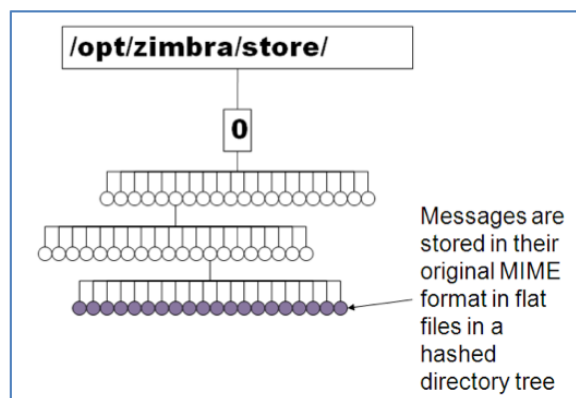 /opt/zimbra/store/
0
Messages are
stored in their
original MIME
format in flat
files in a
hashed
directory tree